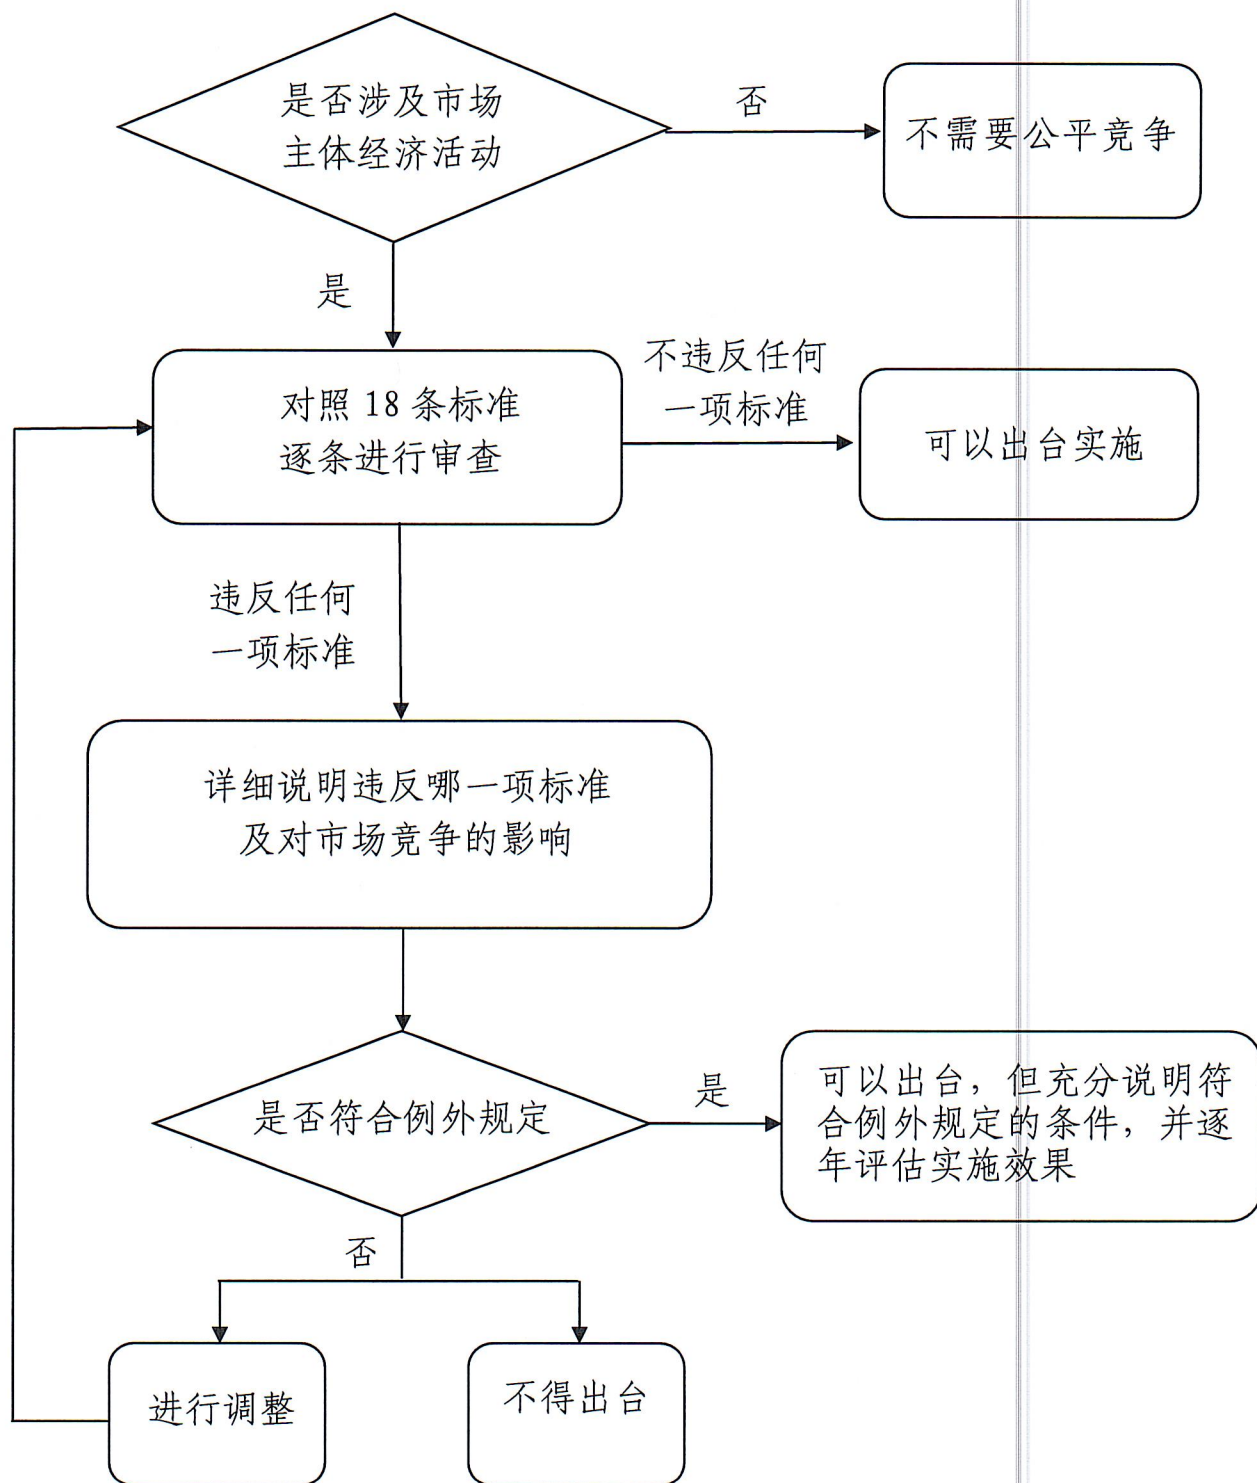 是否涉及市场
主体经济活动
否
不需要公平竞争
是
对照 18 条标准
逐条进行审查
不违反任何
一项标准
可以出台实施
违反任何
一项标准
详细说明违反哪一项标准
及对市场竞争的影响
是否符合例外规定
是
可以出台，但充分说明符
合例外规定的条件，并逐
年评估实施效果
否
进行调整
不得出台